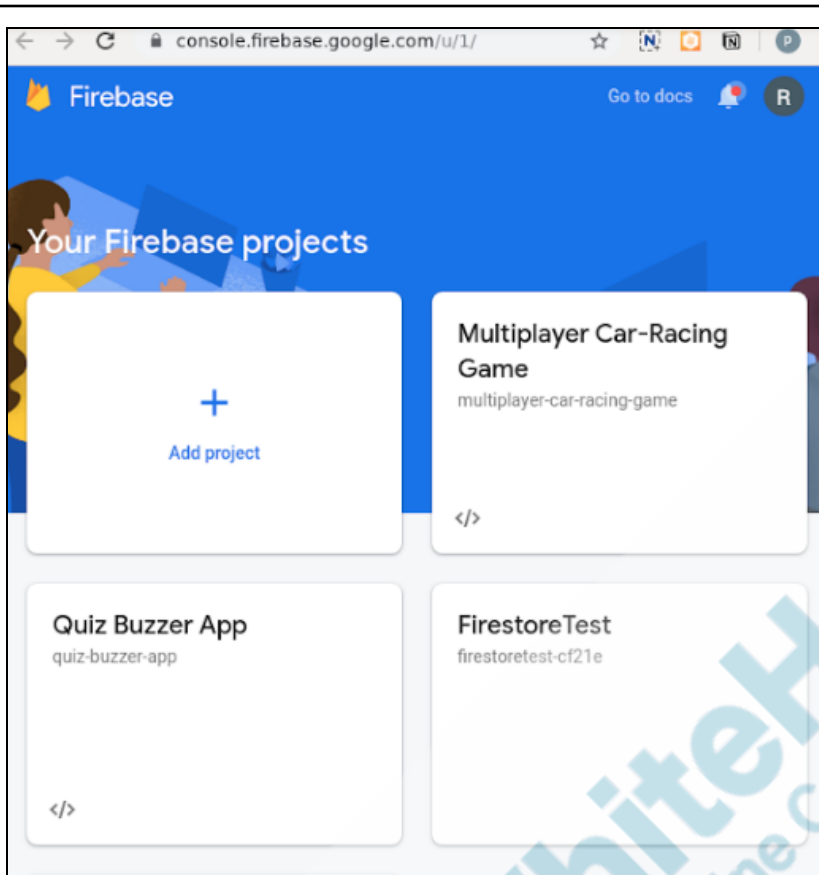 console.firebase.google.com/u/1/
N
N
P
Firebase
Go to docs
R
Your Firebase projects
Add project
Multiplayer Car-Racing
Game
multiplayer-car-racing-game
</>
Quiz Buzzer App
quiz-buzzer-app
</>
FirestoreTest
firestoretest-cf21e